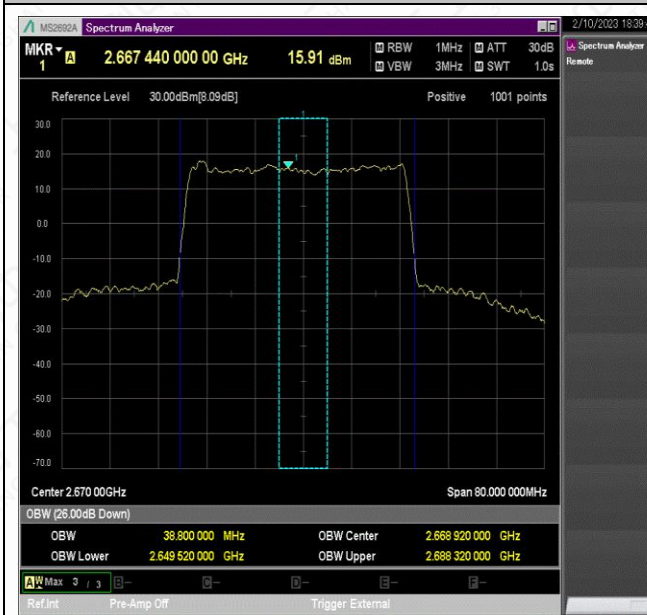 MS2692A Spectrum Analyzer
2/10/2023 18:39:
MKR 1 A 2.667 440 000 00 GHz 15.91 dBm
M RBW 1MHz M ATT 30dB
M VBW 3MHz M SWT 1.0s
Spectrum Analyzer
Remote
Reference Level 30.00dBm[8.09dB] Positive 1001 points
1
30.0
20.0
10.0
0.0
-10.0
-20.0
-30.0
-40.0
-50.0
-60.0
-70.0
Center 2.670 00GHz Span 80.000 000MHz
OBW (26.00dB Down)
OBW 38.800 000 MHz OBW Center 2.668 920 000 GHz
OBW Lower 2.649 520 000 GHz OBW Upper 2.688 320 000 GHz
A W Max 3 / 3 B- C- D- E- F-
Ref.Int Pre-Amp Off Trigger External